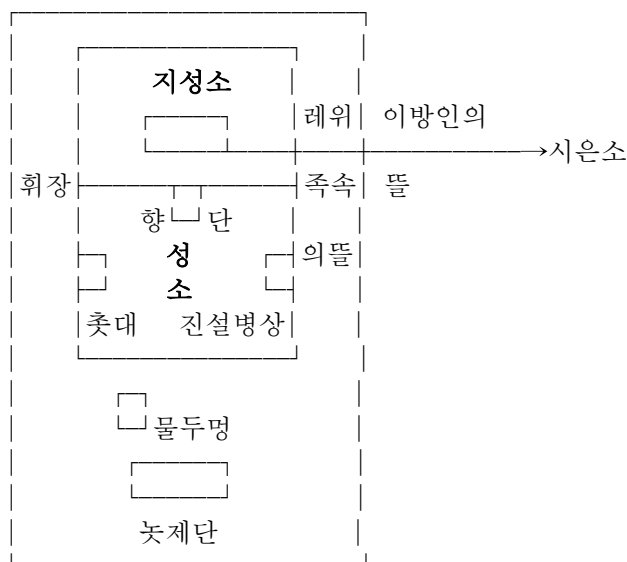 지성소
레위 이방인의
시은소
휘장 족속 뜰
향 단
성 의뜰
소
촛대 진설병상
물두멍
놋제단